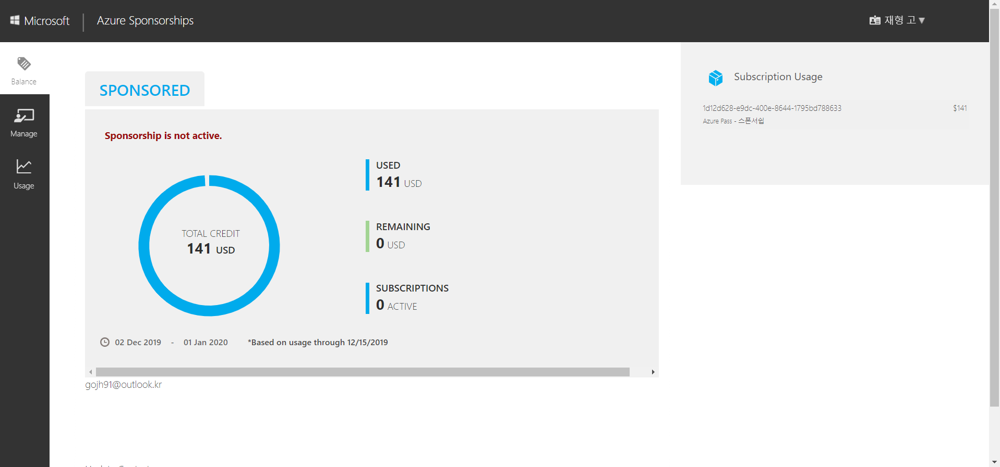 Microsoft
Azure Sponsorships
재형 고
Balance
Manage
Usage
SPONSORED
Sponsorship is not active.
TOTAL CREDIT
141 USD
USED
141 USD
REMAINING
0 USD
SUBSCRIPTIONS
0 ACTIVE
02 Dec 2019 - 01 Jan 2020 *Based on usage through 12/15/2019
gojh91@outlook.kr
Subscription Usage
1d12d628-e9dc-400e-8644-1795bd788633 $141
Azure Pass - 스폰서쉽